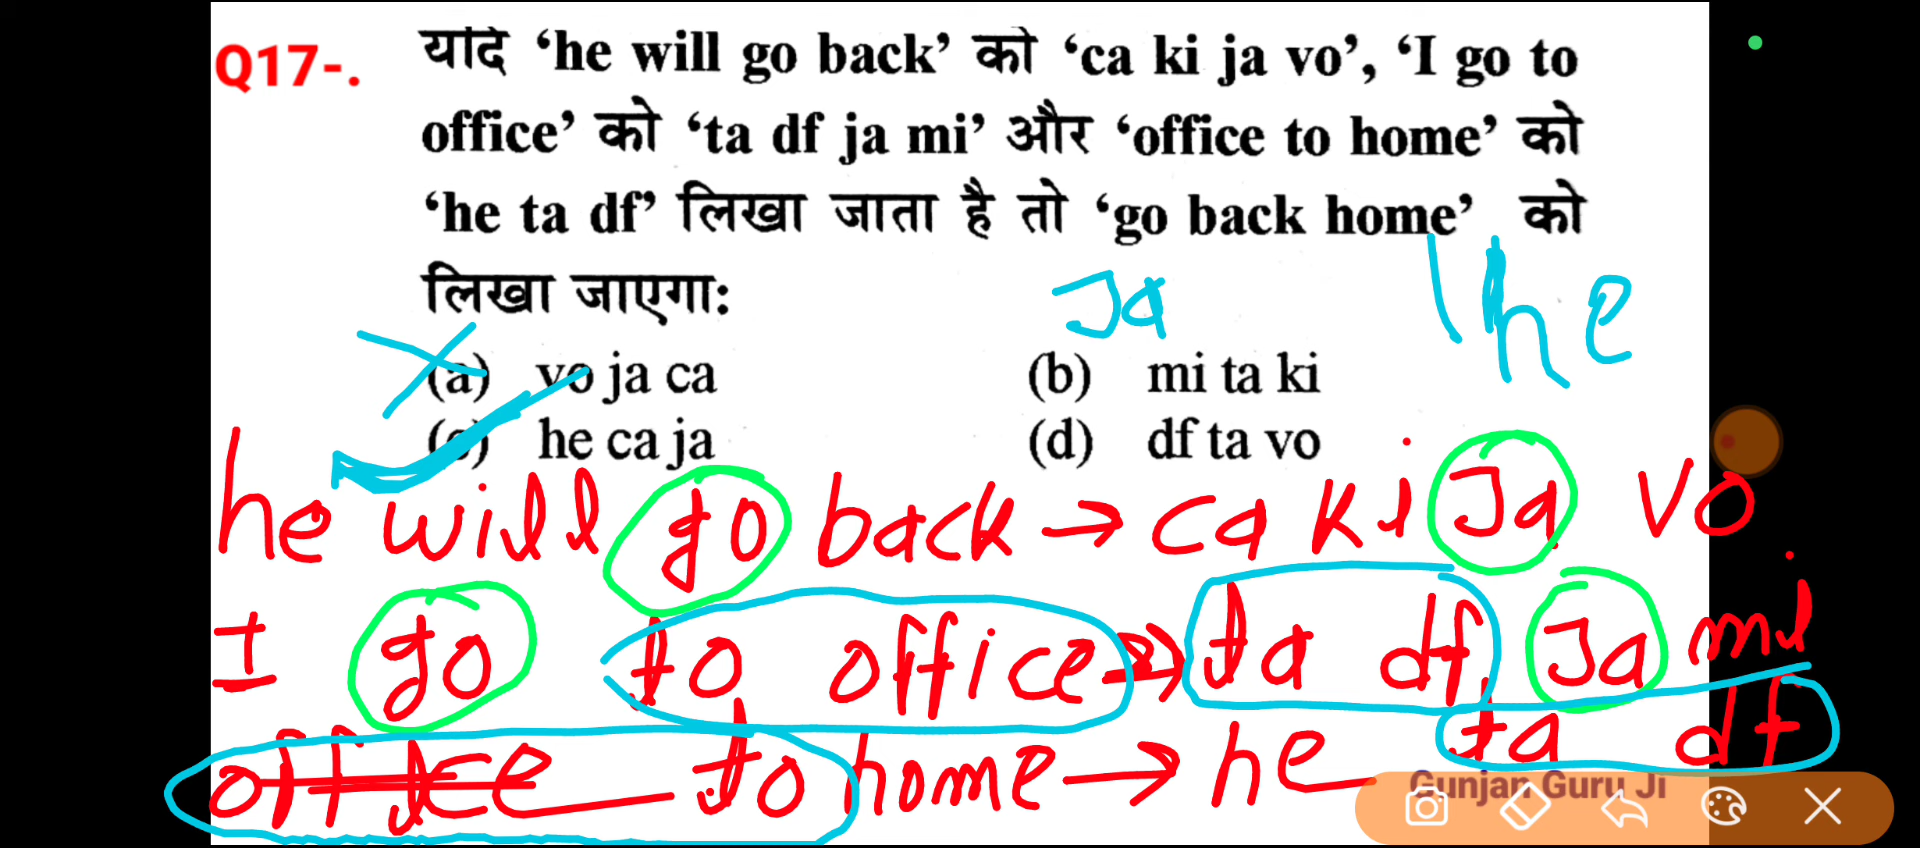 Q17-. यदि ‘he will go back’ को ‘ca ki ja vo’, ‘I go to
office’ को ‘ta df ja mi’ और ‘office to home’ को
‘he ta df’ लिखा जाता है तो ‘go back home’ को
लिखा जाएगा:
Ja he
(a) vo ja ca (b) mi ta ki
(c) he ca ja (d) df ta vo
he will go back → ca ki Ja vo
I go to office → ta df Ja mi
office to home → he ta df
Gunjan Guru Ji